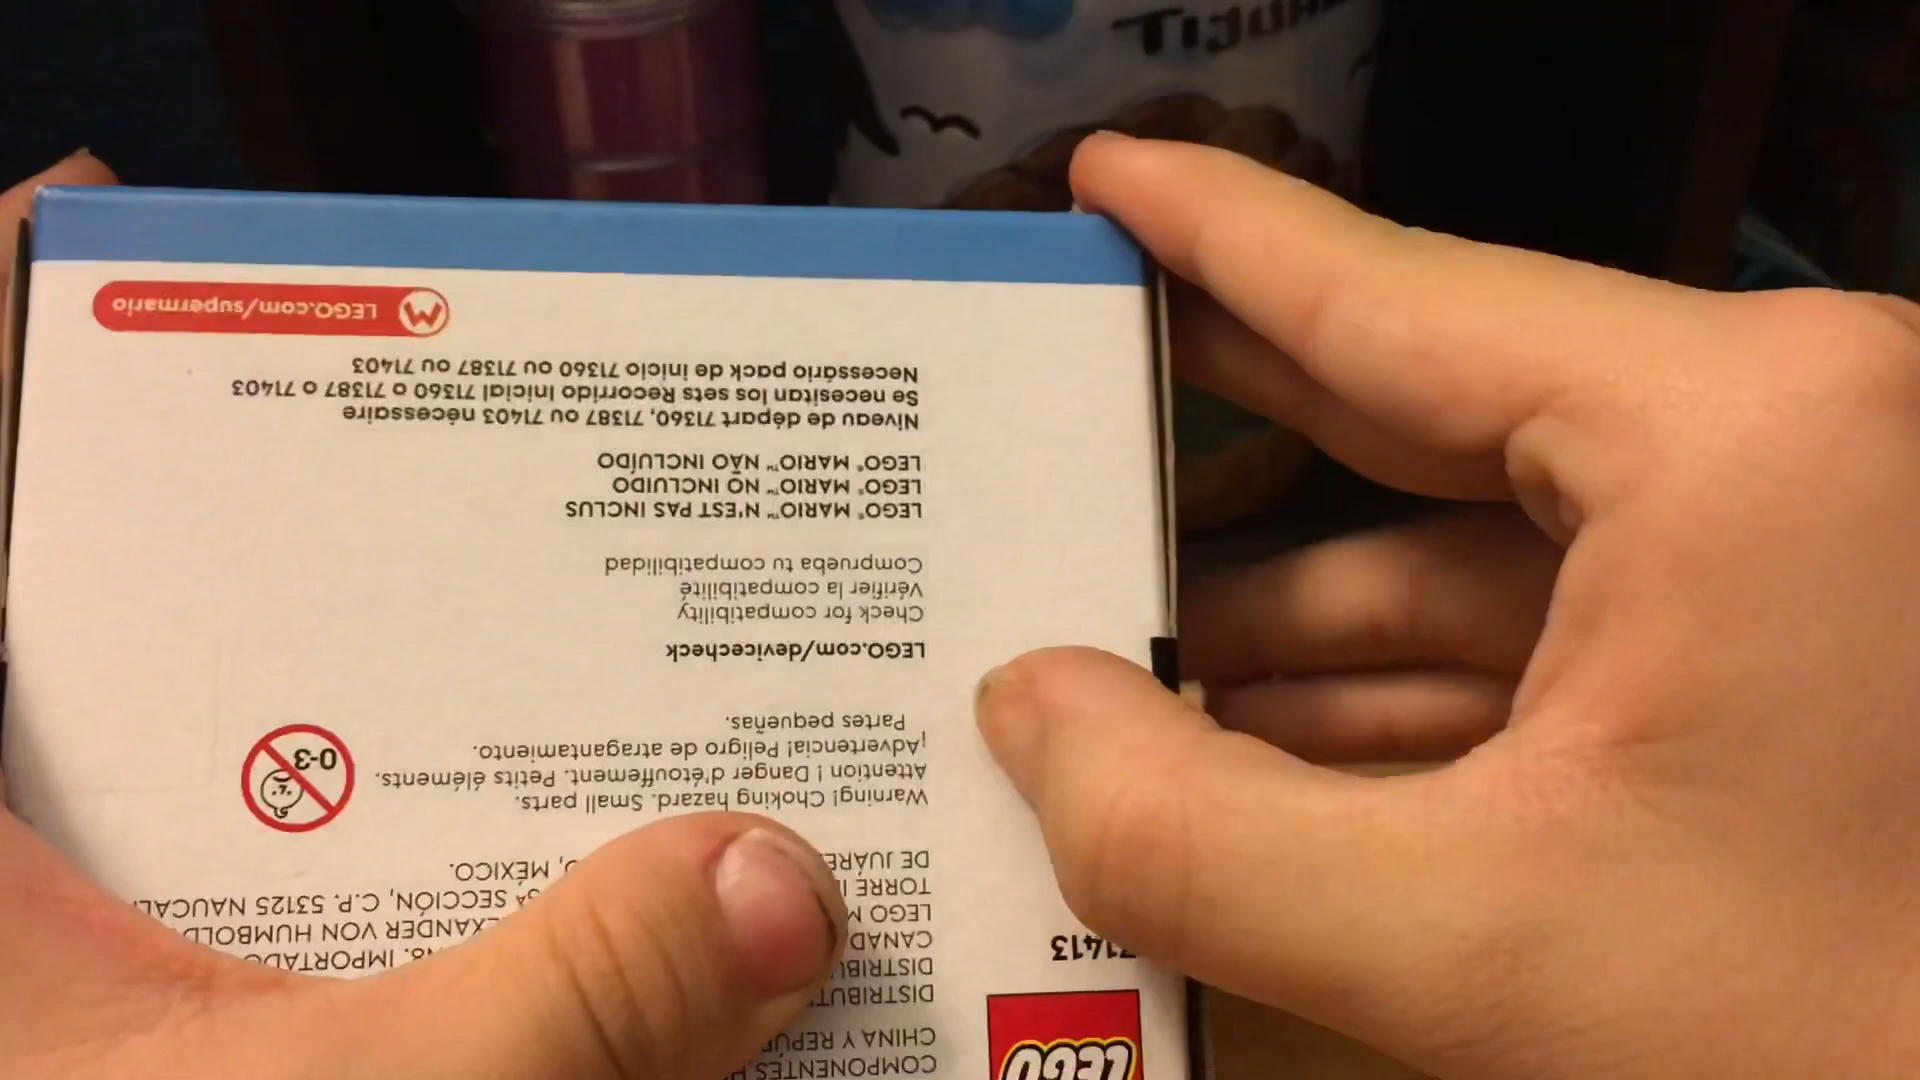 TIJUA
COMPONENTES
CHINA Y REPÚ
DISTRIBUT
DISTRIBU
CANAD
LEGO M
TORRE
DE JUÁRE
IMPORTADO
EXANDER VON HUMBOLD
SECCIÓN, C.P. 53125 NAUCAL
MÉXICO.
LEGO
71413
Warning! Choking hazard. Small parts.
Attention ! Danger d'étouffement. Petits éléments.
¡Advertencia! Peligro de atragantamiento.
Partes pequeñas.
0-3
LEGO.com/devicecheck
Check for compatibility
Vérifier la compatibilité
Comprueba tu compatibilidad
LEGO® MARIO™ N'EST PAS INCLUS
LEGO® MARIO™ NO INCLUIDO
LEGO® MARIO™ NÃO INCLUÍDO
Niveau de départ 71360, 71387 ou 71403 nécessaire
Se necesitan los sets Recorrido Inicial 71360 o 71387 o 71403
Necessário pack de início 71360 ou 71387 ou 71403
M LEGO.com/supermario